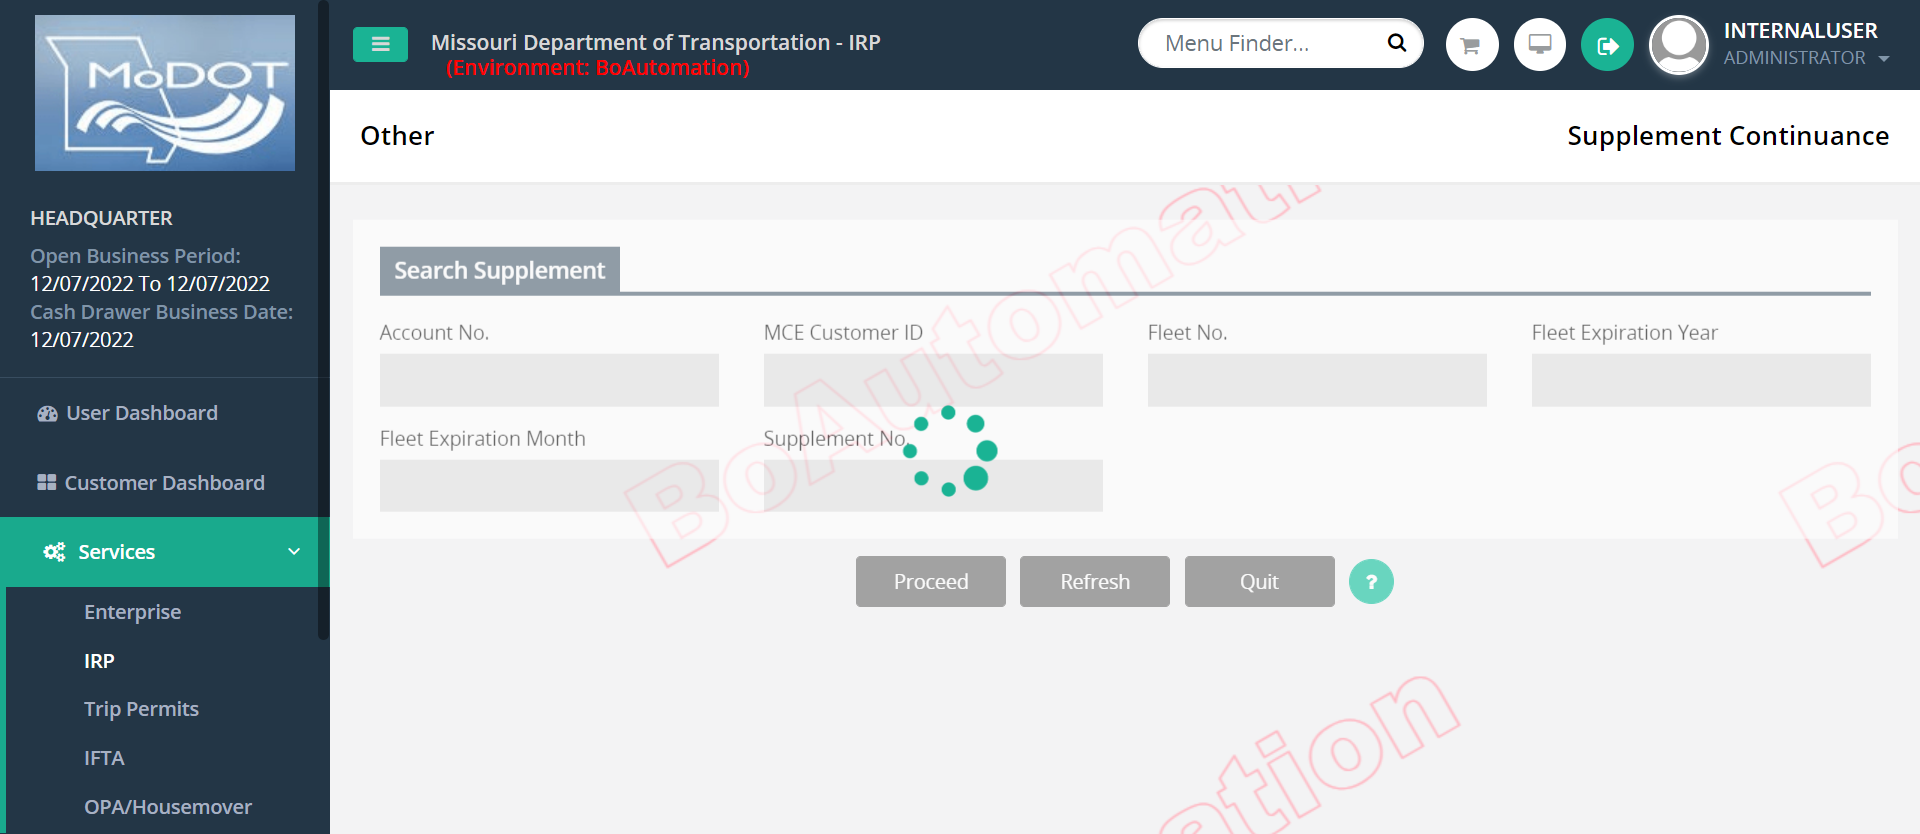 MoDOT
HEADQUARTER
Open Business Period:
12/07/2022 To 12/07/2022
Cash Drawer Business Date:
12/07/2022
User Dashboard
Customer Dashboard
Services
Enterprise
IRP
Trip Permits
IFTA
OPA/Housemover
Missouri Department of Transportation - IRP
(Environment: BoAutomation)
Menu Finder...
INTERNALUSER
ADMINISTRATOR
Other
Supplement Continuance
Search Supplement
Account No.
MCE Customer ID
Fleet No.
Fleet Expiration Year
Fleet Expiration Month
Supplement No.
Proceed
Refresh
Quit
?
BoAutomati
Bo
ation